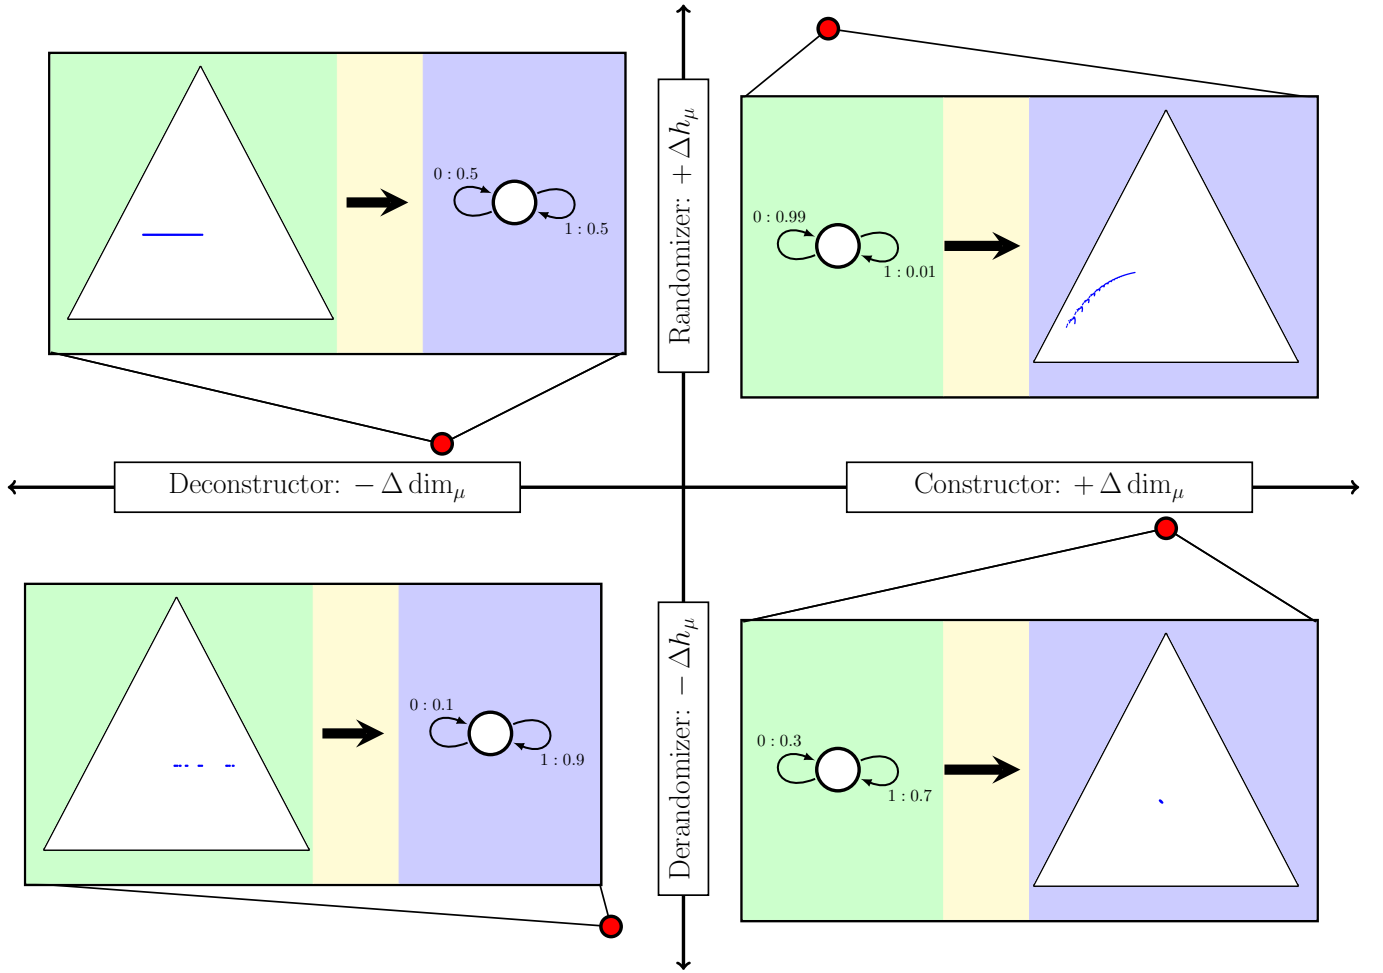 0 : 0.5
1 : 0.5
Randomizer: + Δh_μ
0 : 0.99
1 : 0.01
Deconstructor: − Δ dim_μ
Constructor: + Δ dim_μ
0 : 0.1
1 : 0.9
Derandomizer: − Δh_μ
0 : 0.3
1 : 0.7